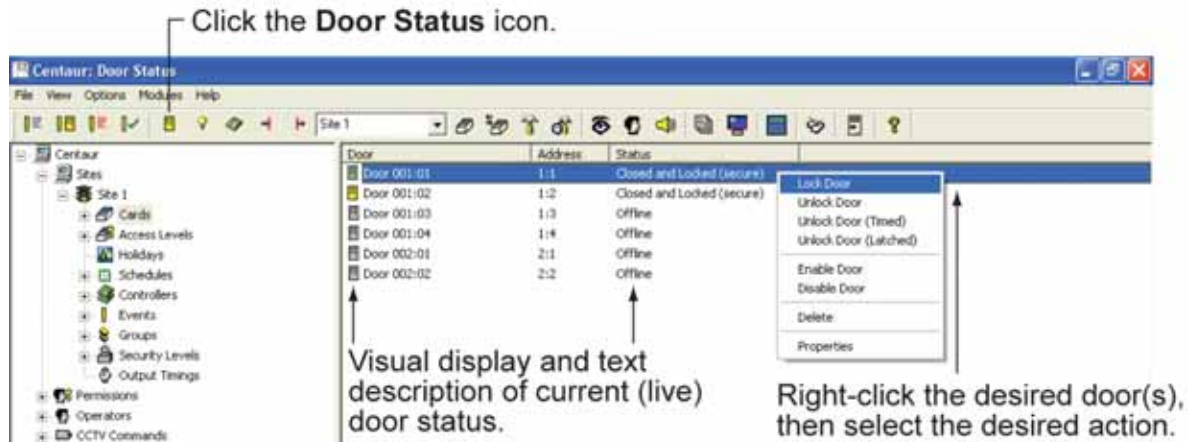 Click the Door Status icon.
Centaur: Door Status
File View Options Modules Help
Site 1
Centaur
Sites
Site 1
Cards
Access Levels
Holidays
Schedules
Controllers
Events
Groups
Security Levels
Output Timings
Permissions
Operators
CCTV Commands
Door Address Status
Door 001:01 1:1 Closed and Locked (secure)
Door 001:02 1:2 Closed and Locked (secure)
Door 001:03 1:3 Offline
Door 001:04 1:4 Offline
Door 002:01 2:1 Offline
Door 002:02 2:2 Offline
Lock Door
Unlock Door
Unlock Door (Timed)
Unlock Door (Latched)
Enable Door
Disable Door
Delete
Properties
Visual display and text
description of current (live)
door status.
Right-click the desired door(s),
then select the desired action.